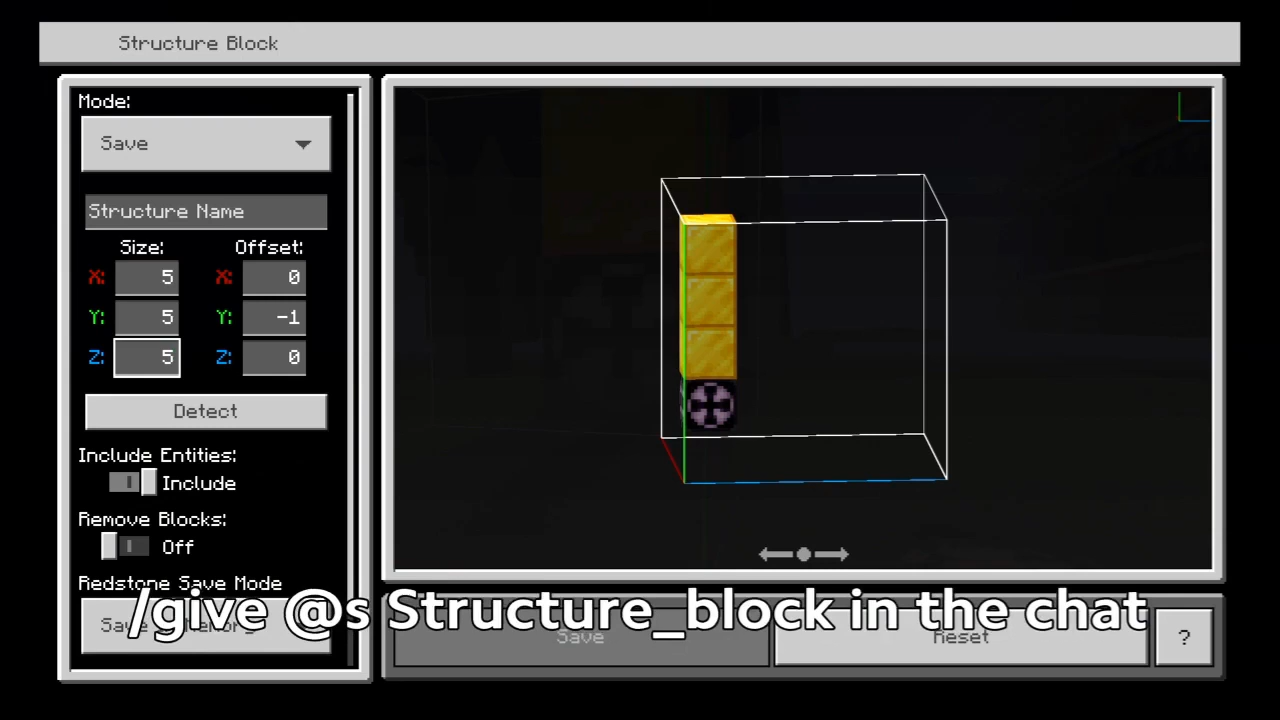 Structure Block
Mode:
Save
Structure Name
Size: Offset:
X: 5 X: 0
Y: 5 Y: -1
Z: 5 Z: 0
Detect
Include Entities:
Include
Remove Blocks:
Off
Redstone Save Mode
/give @s Structure_block in the chat
Save
Reset
?